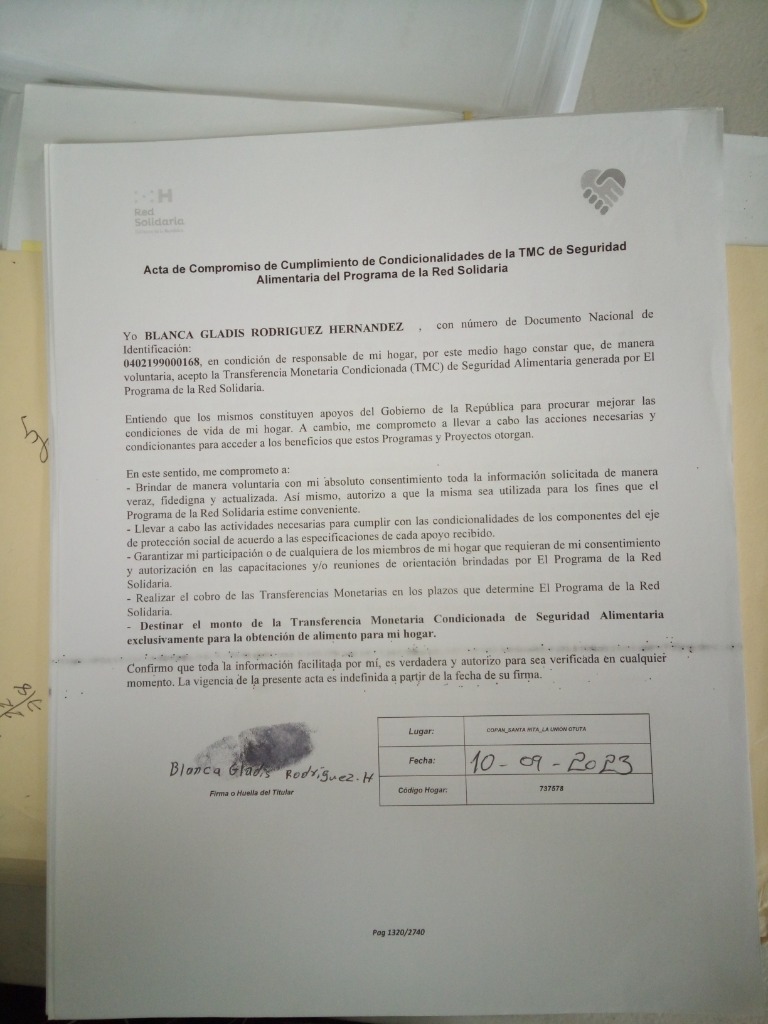 H
Red
Solidaria
Acta de Compromiso de Cumplimiento de Condicionalidades de la TMC de Seguridad
Alimentaria del Programa de la Red Solidaria
Yo BLANCA GLADIS RODRIGUEZ HERNANDEZ , con número de Documento Nacional de
Identificación:
0402199000168, en condición de responsable de mi hogar, por este medio hago constar que, de manera
voluntaria, acepto la Transferencia Monetaria Condicionada (TMC) de Seguridad Alimentaria generada por El
Programa de la Red Solidaria.
Entiendo que los mismos constituyen apoyos del Gobierno de la República para procurar mejorar las
condiciones de vida de mi hogar. A cambio, me comprometo a llevar a cabo las acciones necesarias y
condicionantes para acceder a los beneficios que estos Programas y Proyectos otorgan.
En este sentido, me comprometo a:
- Brindar de manera voluntaria con mi absoluto consentimiento toda la información solicitada de manera
veraz, fidedigna y actualizada. Así mismo, autorizo a que la misma sea utilizada para los fines que el
Programa de la Red Solidaria estime conveniente.
- Llevar a cabo las actividades necesarias para cumplir con las condicionalidades de los componentes del eje
de protección social de acuerdo a las especificaciones de cada apoyo recibido.
- Garantizar mi participación o de cualquiera de los miembros de mi hogar que requieran de mi consentimiento
y autorización en las capacitaciones y/o reuniones de orientación brindadas por El Programa de la Red
Solidaria.
- Realizar el cobro de las Transferencias Monetarias en los plazos que determine El Programa de la Red
Solidaria.
- Destinar el monto de la Transferencia Monetaria Condicionada de Seguridad Alimentaria
exclusivamente para la obtención de alimento para mi hogar.
Confirmo que toda la información facilitada por mí, es verdadera y autorizo para sea verificada en cualquier
momento. La vigencia de la presente acta es indefinida a partir de la fecha de su firma.
Blanca Gladis Rodríguez.H
Firma o Huella del Titular
Lugar: COPAN_SANTA RITA_LA UNIÓN OTUTA
Fecha: 10-09-2023
Código Hogar: 737578
Pag 1320/2740